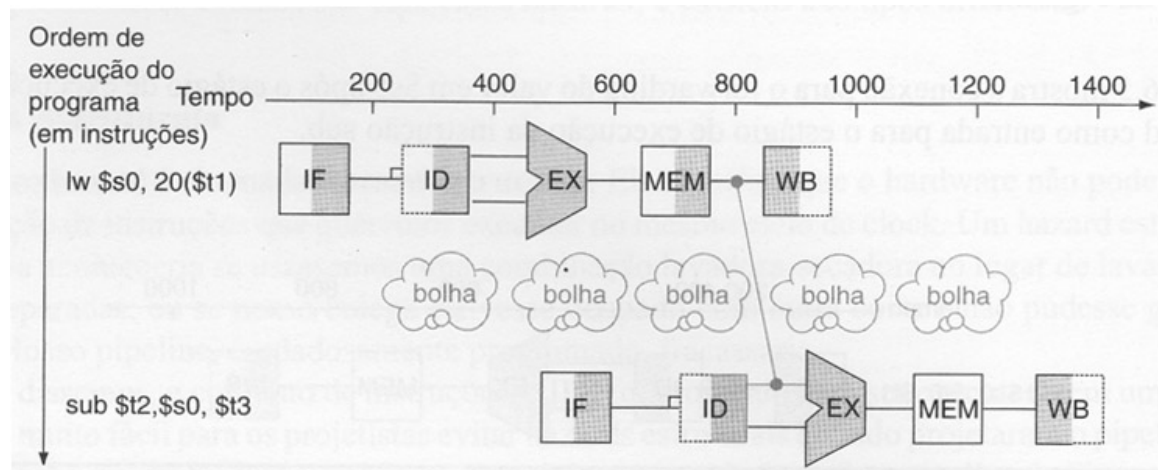 Ordem de
execução do
programa
(em instruções)
Tempo
200 400 600 800 1000 1200 1400
lw $s0, 20($t1)
IF ID EX MEM WB
bolha bolha bolha bolha bolha
sub $t2,$s0, $t3
IF ID EX MEM WB